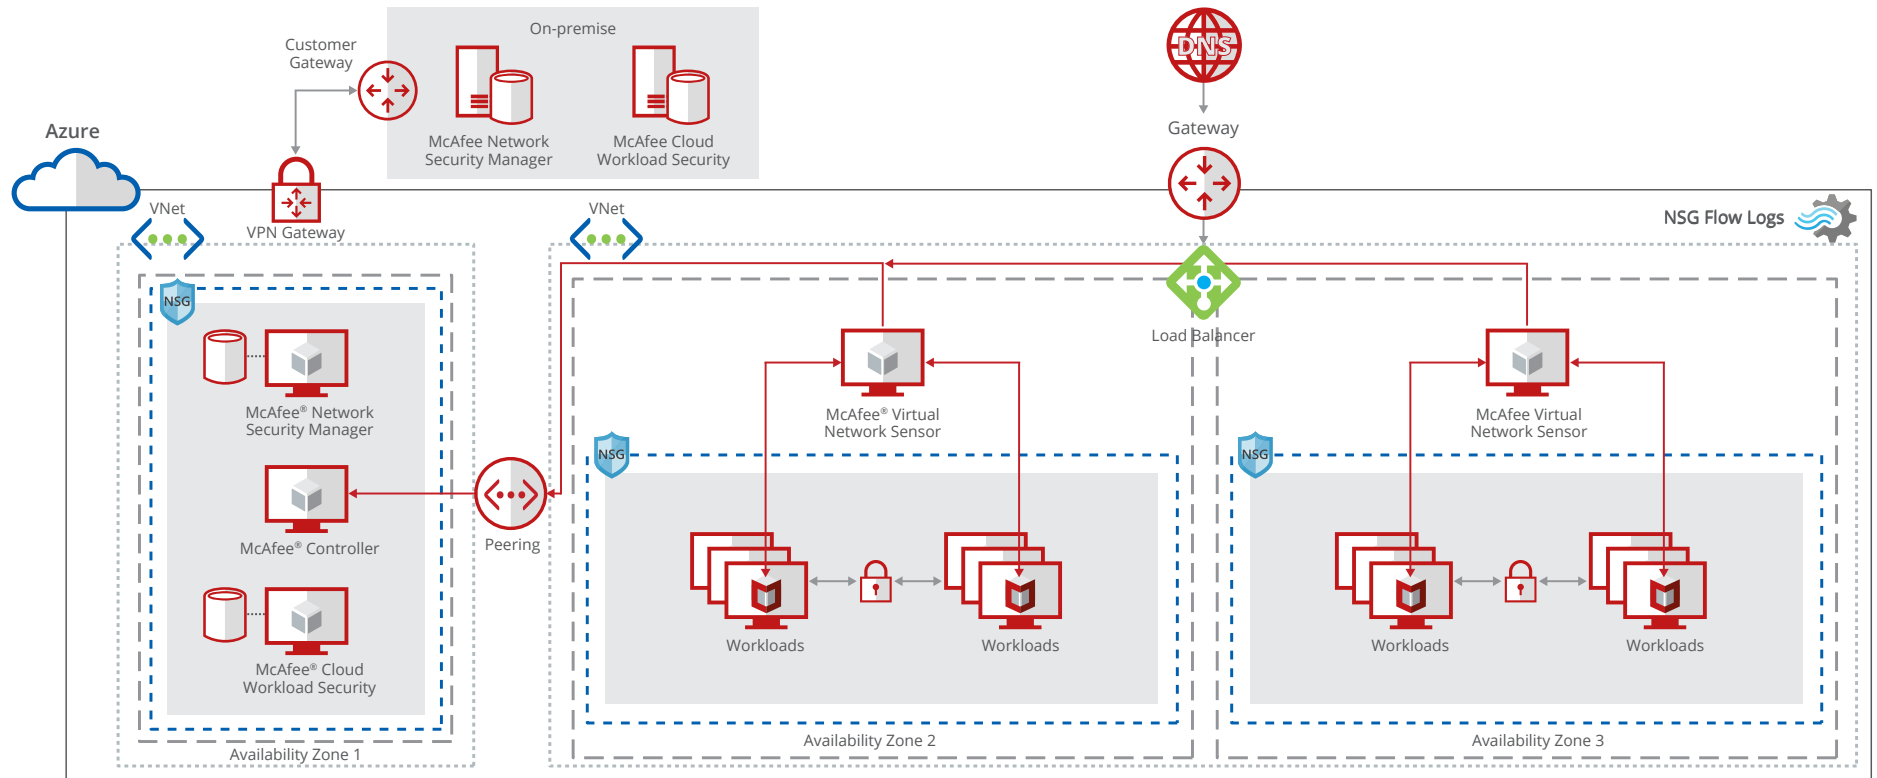 On-premise
Customer
Gateway
McAfee Network
Security Manager
McAfee Cloud
Workload Security
DNS
Gateway
Azure
VNet
VPN Gateway
VNet
NSG Flow Logs
NSG
McAfee® Network
Security Manager
McAfee® Controller
McAfee® Cloud
Workload Security
Availability Zone 1
Peering
Load Balancer
McAfee® Virtual
Network Sensor
NSG
Workloads
Workloads
Availability Zone 2
McAfee Virtual
Network Sensor
NSG
Workloads
Workloads
Availability Zone 3